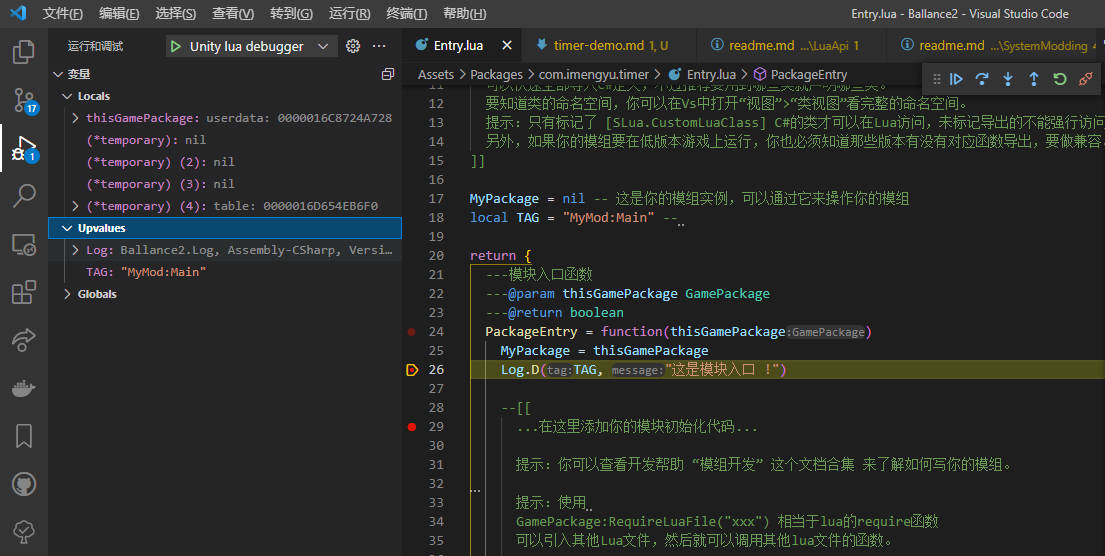 文件(F) 编辑(E) 选择(S) 查看(V) 转到(G) 运行(R) 终端(T) 帮助(H) Entry.lua - Ballance2 - Visual Studio Code
运行和调试 Unity lua debugger
Entry.lua timer-demo.md 1, U readme.md ...\LuaApi 1 readme.md ...\SystemModding 4
Assets > Packages > com.imengyu.timer > Entry.lua > PackageEntry
变量
Locals
thisGamePackage: userdata: 0000016C8724A728
(*temporary): nil
(*temporary) (2): nil
(*temporary) (3): nil
(*temporary) (4): table: 0000016D654EB6F0
Upvalues
Log: Ballance2.Log, Assembly-CSharp, Versi...
TAG: "MyMod:Main"
Globals
17
1
11
12 要知道类的命名空间，你可以在Vs中打开“视图”>“类视图”看完整的命名空间。
13 提示：只有标记了 [SLua.CustomLuaClass] C#的类才可以在Lua访问，未标记导出的不能强行访问
14 另外，如果你的模组要在低版本游戏上运行，你也必须知道那些版本有没有对应函数导出，要做兼容
15 ]]
16
17 MyPackage = nil -- 这是你的模组实例，可以通过它来操作你的模组
18 local TAG = "MyMod:Main" --
19
20 return {
21 ---模块入口函数
22 ---@param thisGamePackage GamePackage
23 ---@return boolean
24 PackageEntry = function(thisGamePackage:GamePackage)
25 MyPackage = thisGamePackage
26 Log.D(tag:TAG, message:"这是模块入口 !")
27
28 --[[
29 ...在这里添加你的模块初始化代码...
30
31 提示：你可以查看开发帮助 “模组开发” 这个文档合集 来了解如何写你的模组。
32
33 提示：使用
34 GamePackage:RequireLuaFile("xxx") 相当于lua的require函数
35 可以引入其他Lua文件，然后就可以调用其他lua文件的函数。